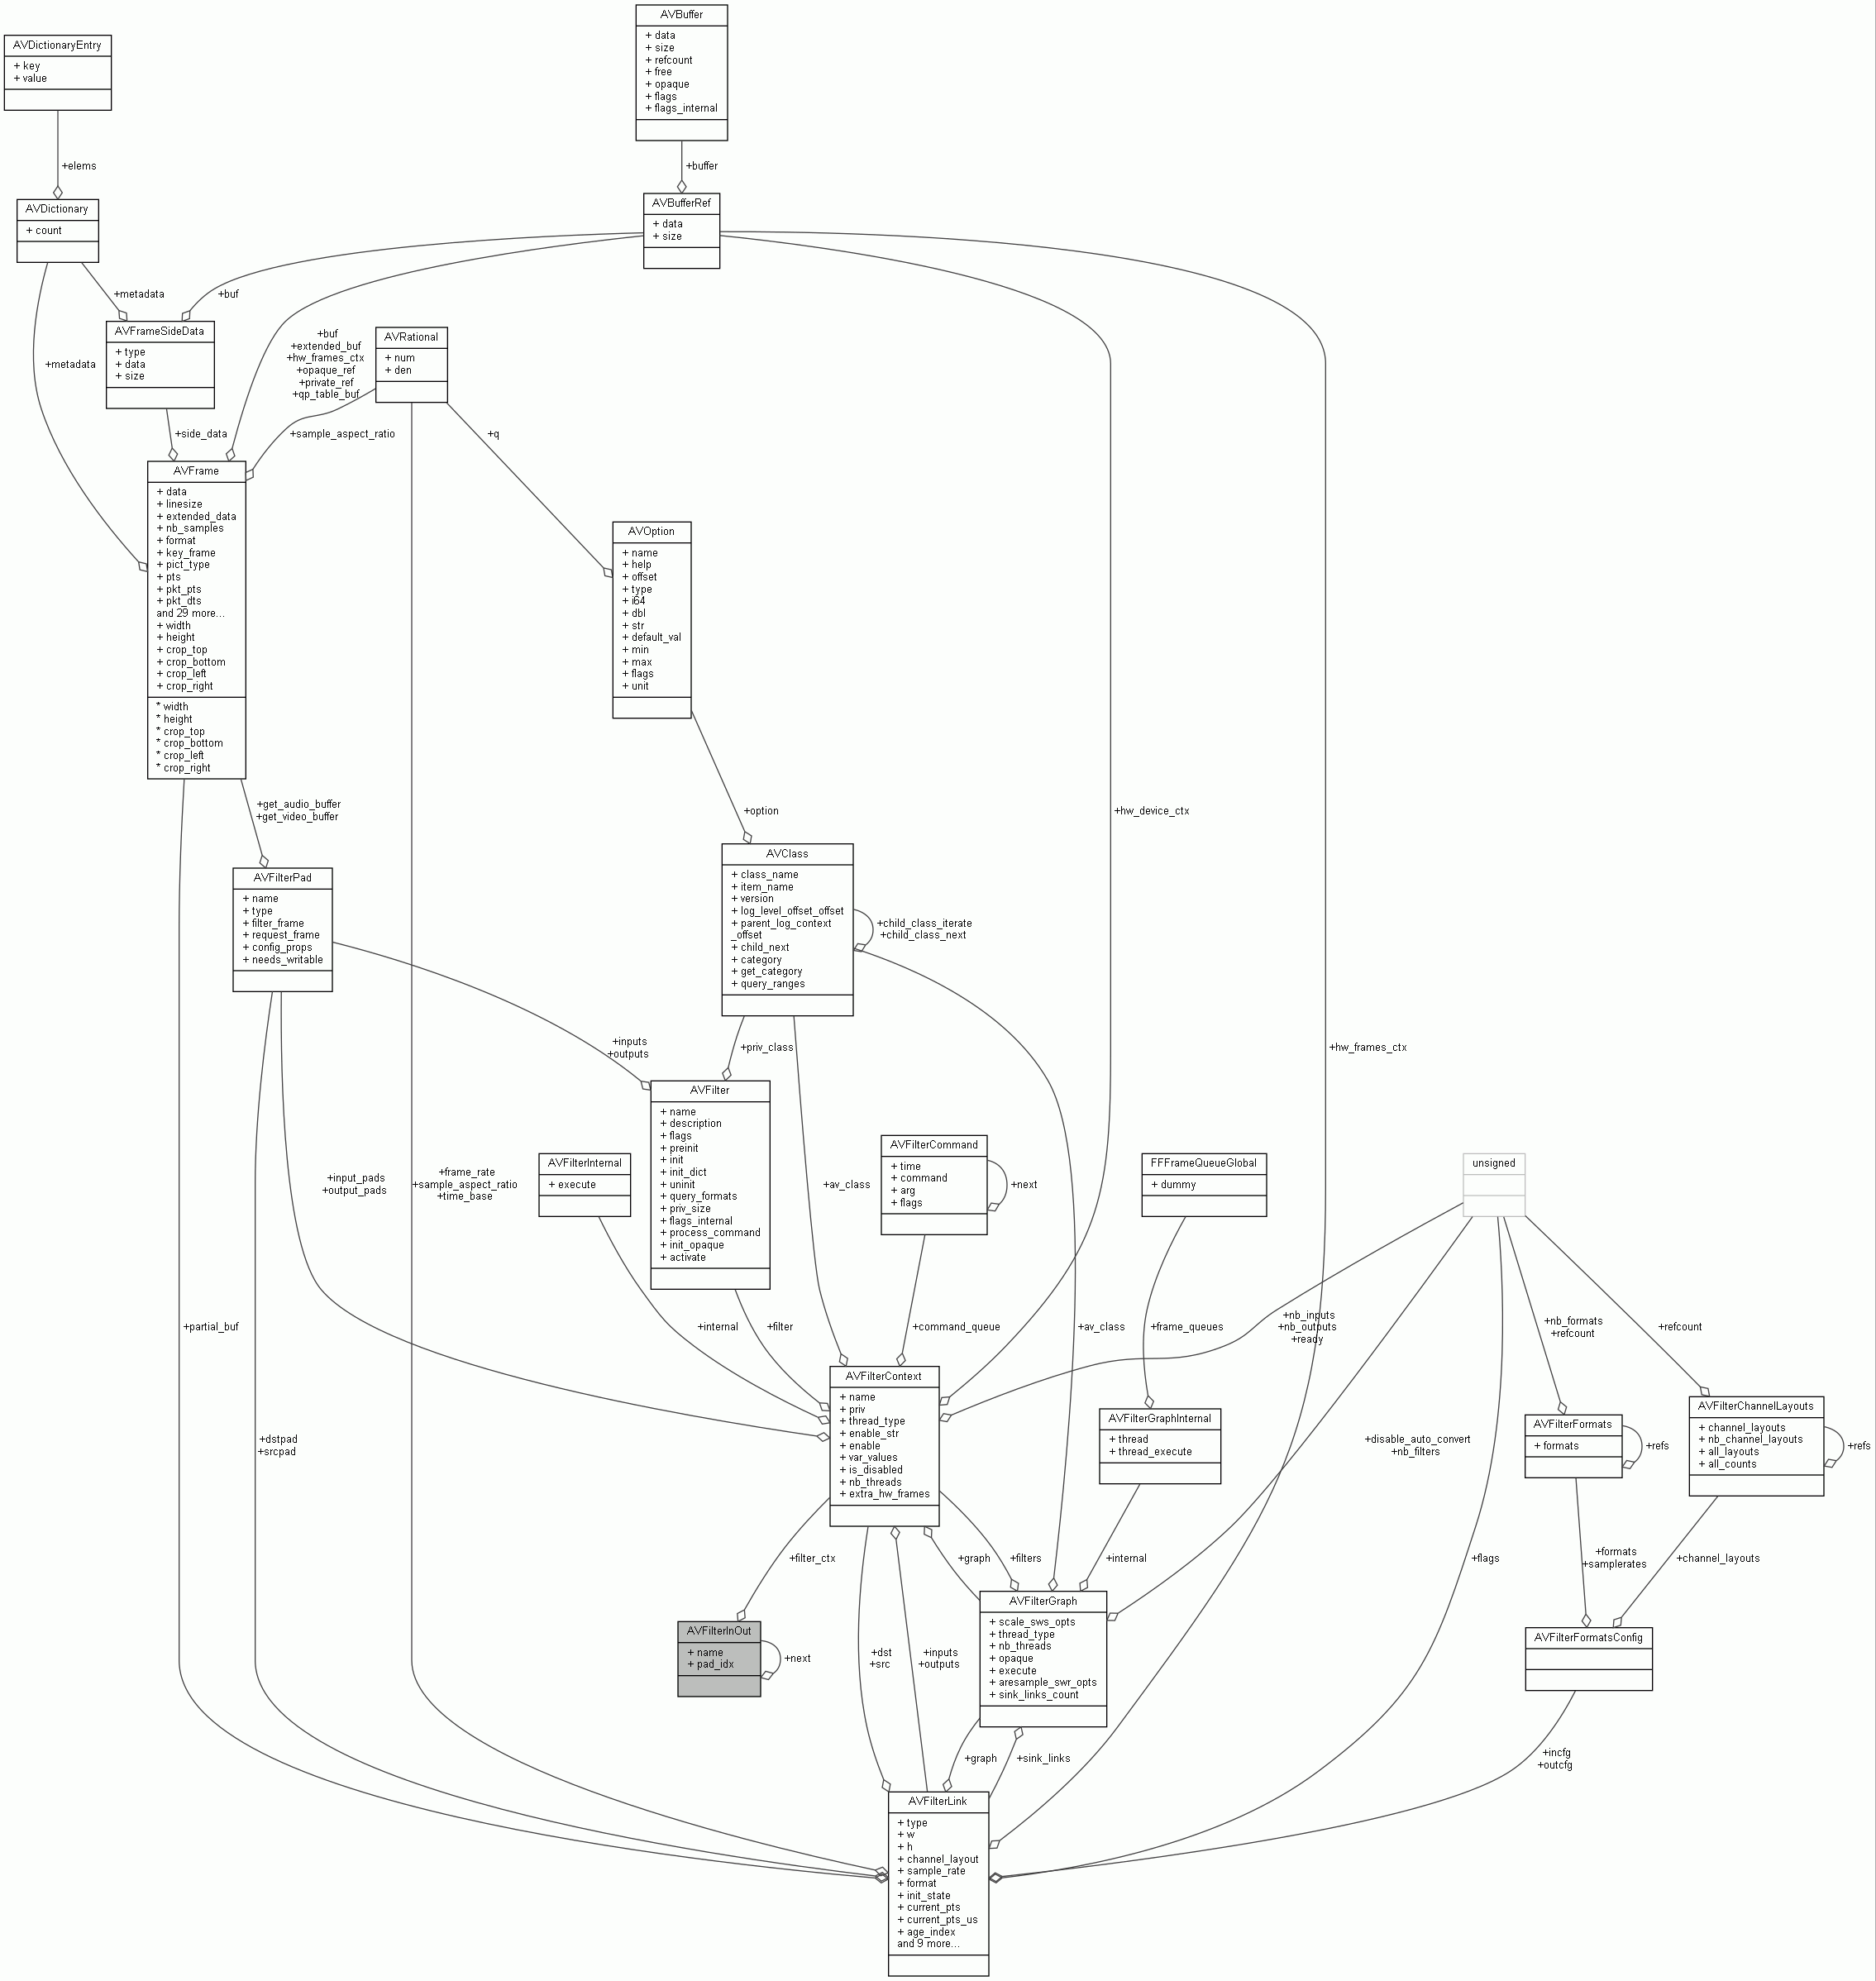 AVBuffer
+ data
+ size
+ refcount
+ free
+ opaque
+ flags
+ flags_internal
AVDictionaryEntry
+ key
+ value
+elems
+buffer
AVDictionary
+ count
AVBufferRef
+ data
+ size
+metadata
+buf
AVFrameSideData
+ type
+ data
+ size
+buf
+extended_buf
+hw_frames_ctx
+opaque_ref
+private_ref
+qp_table_buf
AVRational
+ num
+ den
+metadata
+side_data
+sample_aspect_ratio
+q
AVFrame
+ data
+ linesize
+ extended_data
+ nb_samples
+ format
+ key_frame
+ pict_type
+ pts
+ pkt_pts
+ pkt_dts
and 29 more...
+ width
+ height
+ crop_top
+ crop_bottom
+ crop_left
+ crop_right
* width
* height
* crop_top
* crop_bottom
* crop_left
* crop_right
AVOption
+ name
+ help
+ offset
+ type
+ i64
+ dbl
+ str
+ default_val
+ min
+ max
+ flags
+ unit
+get_audio_buffer
+get_video_buffer
+option
+hw_device_ctx
AVFilterPad
+ name
+ type
+ filter_frame
+ request_frame
+ config_props
+ needs_writable
AVClass
+ class_name
+ item_name
+ version
+ log_level_offset_offset
+ parent_log_context
_offset
+ child_next
+ category
+ get_category
+ query_ranges
+child_class_iterate
+child_class_next
+inputs
+outputs
+priv_class
+hw_frames_ctx
AVFilter
+ name
+ description
+ flags
+ preinit
+ init
+ init_dict
+ uninit
+ query_formats
+ priv_size
+ flags_internal
+ process_command
+ init_opaque
+ activate
AVFilterInternal
+ execute
AVFilterCommand
+ time
+ command
+ arg
+ flags
+next
FFFrameQueueGlobal
+ dummy
unsigned
+input_pads
+output_pads
+frame_rate
+sample_aspect_ratio
+time_base
+av_class
+partial_buf
+internal
+filter
+command_queue
+av_class
+frame_queues
+nb_inputs
+nb_outputs
+ready
+nb_formats
+refcount
+refcount
AVFilterContext
+ name
+ priv
+ thread_type
+ enable_str
+ enable
+ var_values
+ is_disabled
+ nb_threads
+ extra_hw_frames
AVFilterGraphInternal
+ thread
+ thread_execute
AVFilterFormats
+ formats
+refs
AVFilterChannelLayouts
+ channel_layouts
+ nb_channel_layouts
+ all_layouts
+ all_counts
+refs
+dstpad
+srcpad
+disable_auto_convert
+nb_filters
+filter_ctx
+graph
+filters
+internal
+flags
+formats
+samplerates
+channel_layouts
AVFilterInOut
+ name
+ pad_idx
+next
+dst
+src
+inputs
+outputs
AVFilterGraph
+ scale_sws_opts
+ thread_type
+ nb_threads
+ opaque
+ execute
+ aresample_swr_opts
+ sink_links_count
AVFilterFormatsConfig
+graph
+sink_links
+incfg
+outcfg
AVFilterLink
+ type
+ w
+ h
+ channel_layout
+ sample_rate
+ format
+ init_state
+ current_pts
+ current_pts_us
+ age_index
and 9 more...